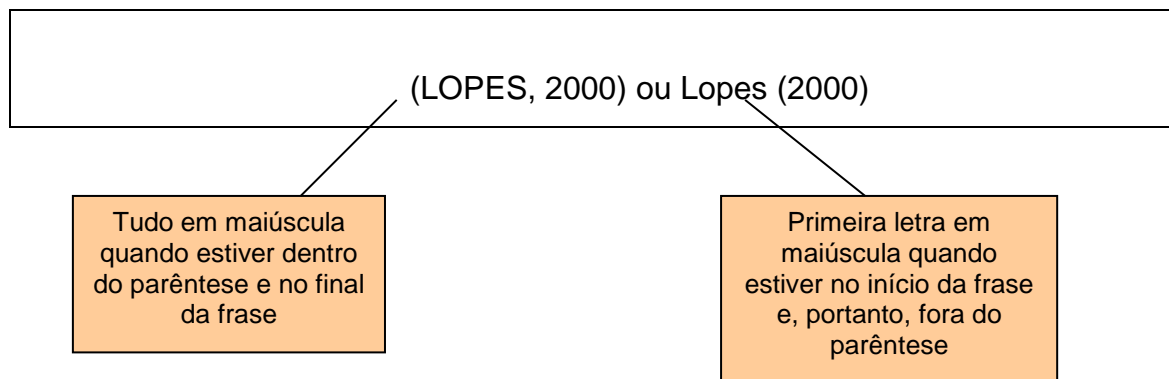 (LOPES, 2000) ou Lopes (2000)
Tudo em maiúscula
quando estiver dentro
do parêntese e no final
da frase
Primeira letra em
maiúscula quando
estiver no início da frase
e, portanto, fora do
parêntese